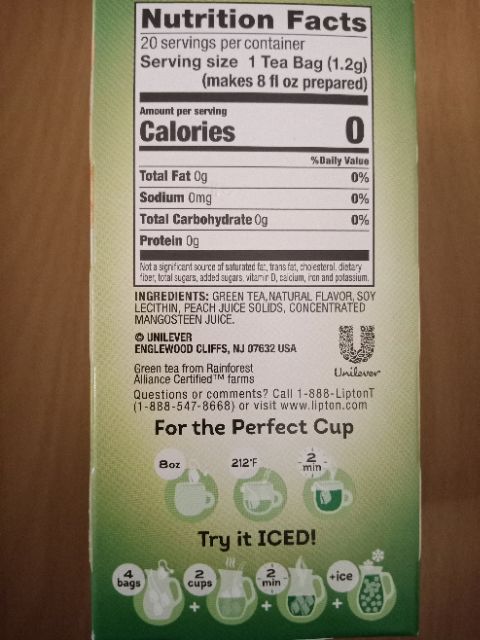 Nutrition Facts
20 servings per container
Serving size 1 Tea Bag (1.2g)
(makes 8 fl oz prepared)
Amount per serving
Calories 0
% Daily Value
Total Fat 0g 0%
Sodium 0mg 0%
Total Carbohydrate 0g 0%
Protein 0g
Not a significant source of saturated fat, trans fat, cholesterol, dietary
fiber, total sugars, added sugars, vitamin D, calcium, iron and potassium.
INGREDIENTS: GREEN TEA, NATURAL FLAVOR, SOY
LECITHIN, PEACH JUICE SOLIDS, CONCENTRATED
MANGOSTEEN JUICE.
© UNILEVER
ENGLEWOOD CLIFFS, NJ 07632 USA
Unilever
Green tea from Rainforest
Alliance Certified™ farms
Questions or comments? Call 1-888-LiptonT
(1-888-547-8668) or visit www.lipton.com
For the Perfect Cup
8oz 212°F 2 min
Try it ICED!
4 bags + 2 cups + 2 min + +ice